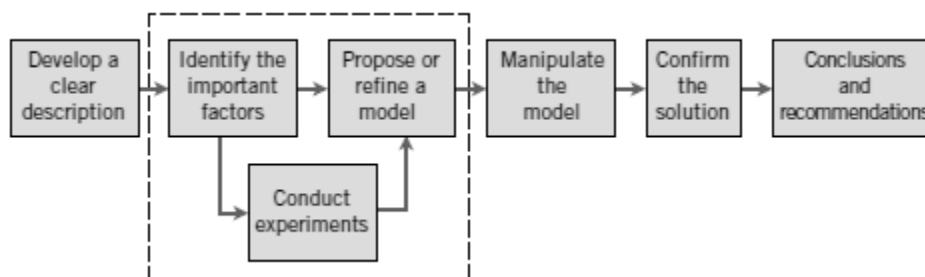 Develop a
clear
description
Identify the
important
factors
Propose or
refine a
model
Manipulate
the
model
Confirm
the
solution
Conclusions
and
recommendations
Conduct
experiments